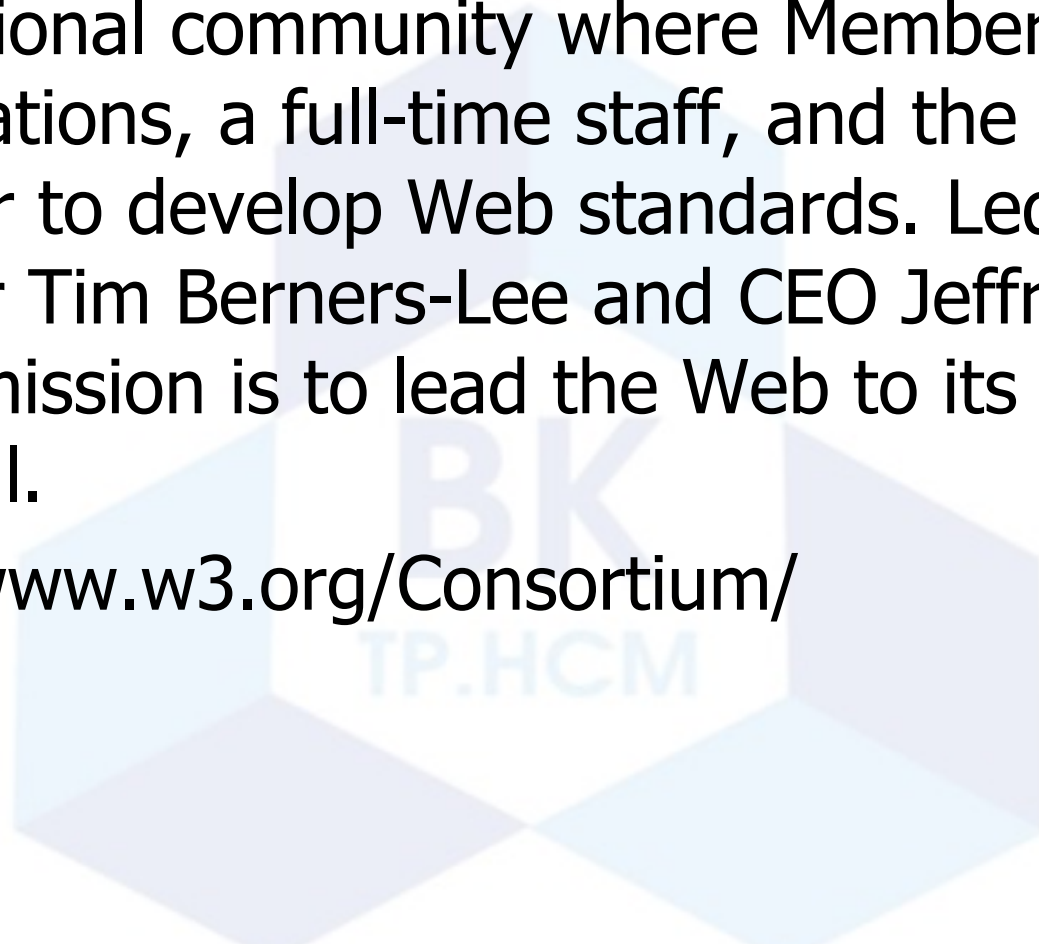 ional community where Member
ations, a full-time staff, and the
r to develop Web standards. Led
r Tim Berners-Lee and CEO Jeffr
nission is to lead the Web to its
l.
www.w3.org/Consortium/
BK
TP.HCM